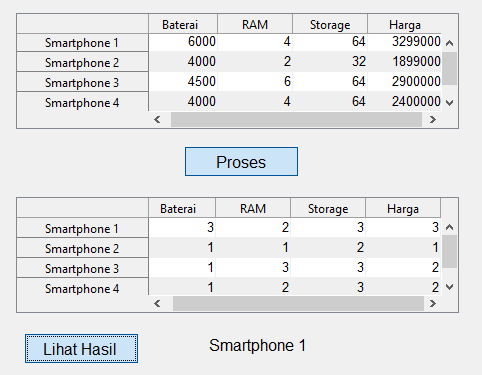 Baterai RAM Storage Harga
Smartphone 1 6000 4 64 3299000
Smartphone 2 4000 2 32 1899000
Smartphone 3 4500 6 64 2900000
Smartphone 4 4000 4 64 2400000
Proses
Baterai RAM Storage Harga
Smartphone 1 3 2 3 3
Smartphone 2 1 1 2 1
Smartphone 3 1 3 3 2
Smartphone 4 1 2 3 2
Lihat Hasil Smartphone 1